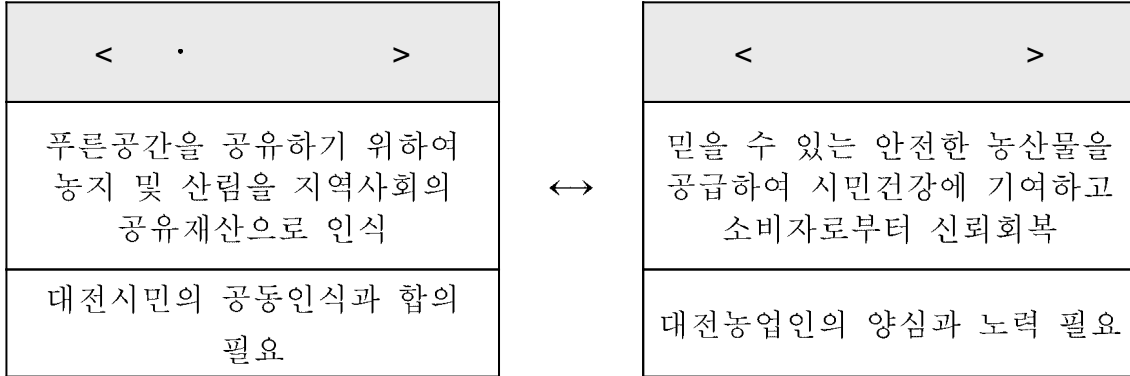 < · >
푸른공간을 공유하기 위하여
농지 및 산림을 지역사회의
공유재산으로 인식
대전시민의 공동인식과 합의
필요
↔
< >
믿을 수 있는 안전한 농산물을
공급하여 시민건강에 기여하고
소비자로부터 신뢰회복
대전농업인의 양심과 노력 필요